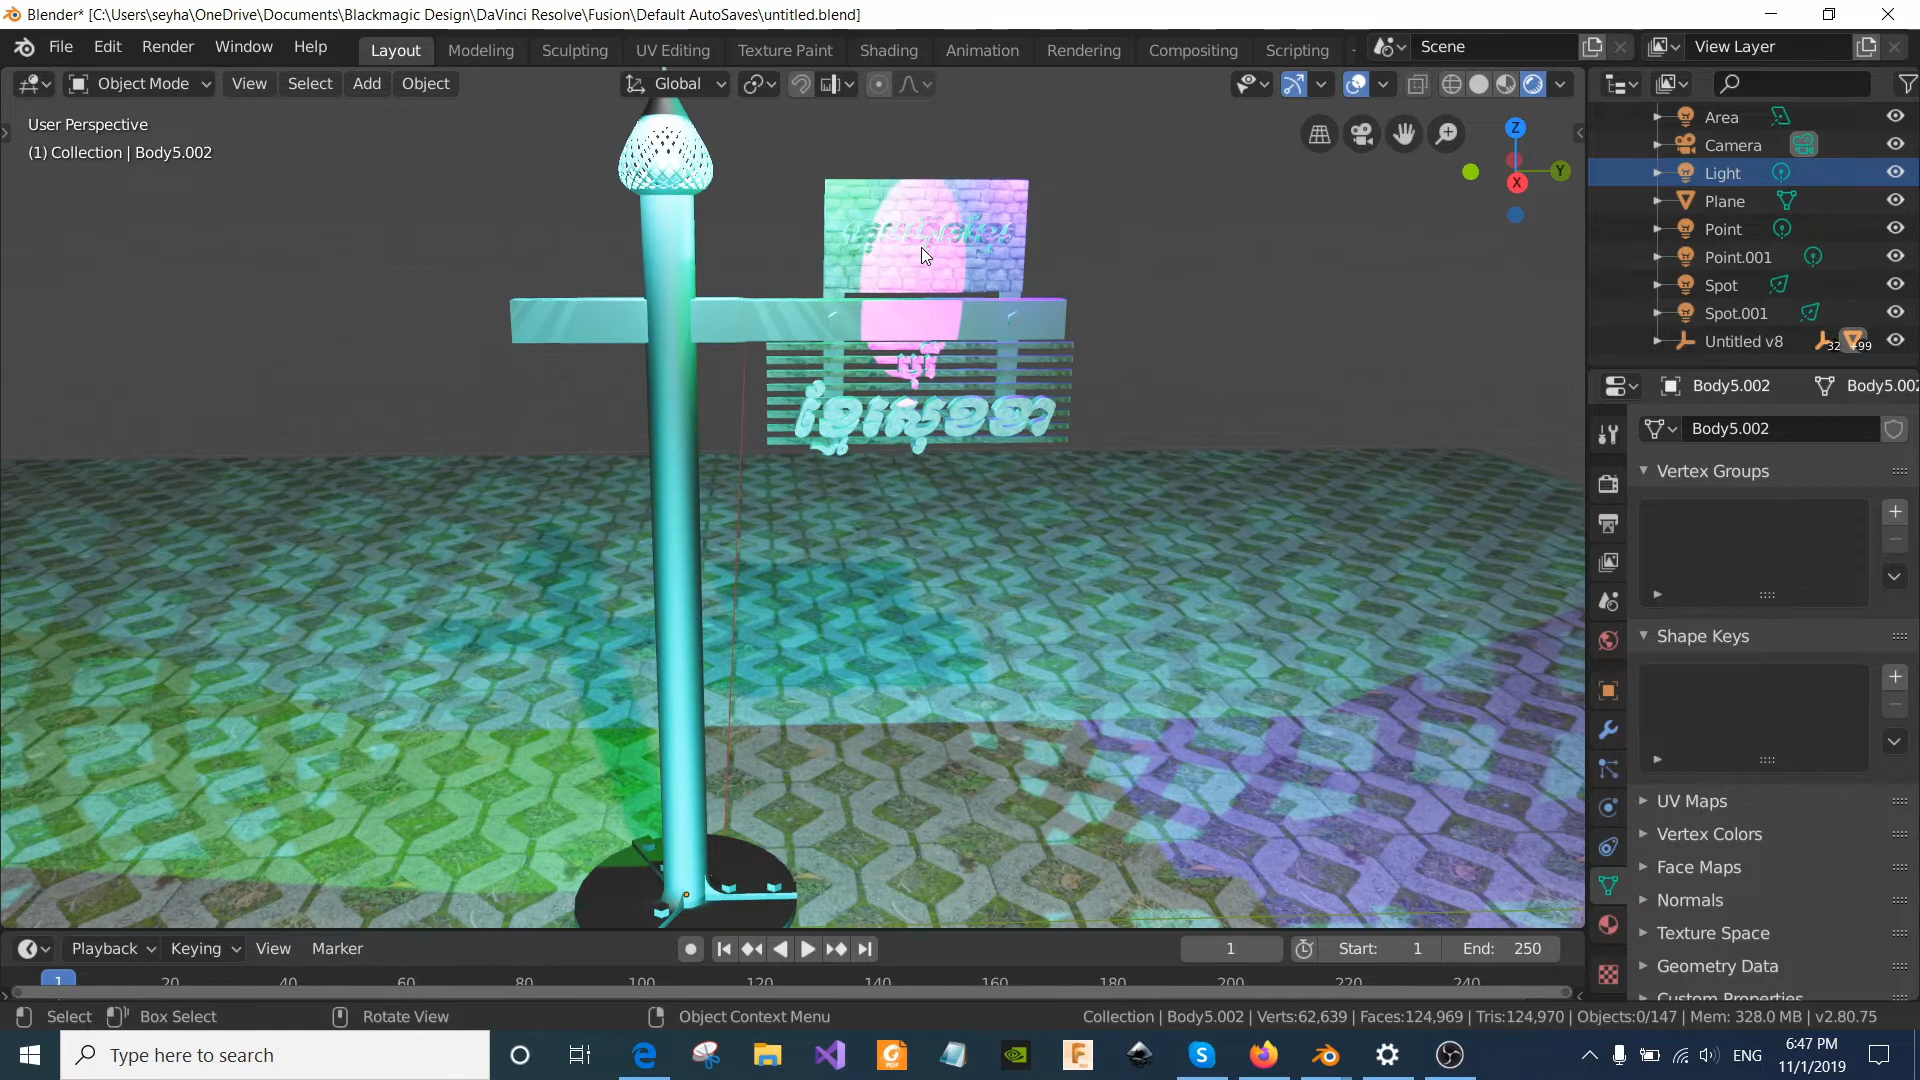 Blender* [C:\Users\seyha\OneDrive\Documents\Blackmagic Design\DaVinci Resolve\Fusion\Default AutoSaves\untitled.blend]
File Edit Render Window Help Layout Modeling Sculpting UV Editing Texture Paint Shading Animation Rendering Compositing Scripting Scene View Layer
Object Mode View Select Add Object Global
User Perspective
(1) Collection | Body5.002
Z
X
Y
Area
Camera
Light
Plane
Point
Point.001
Spot
Spot.001
Untitled v8 32 +99
Body5.002 Body5.002
Body5.002
Vertex Groups
Shape Keys
UV Maps
Vertex Colors
Face Maps
Normals
Texture Space
Geometry Data
Custom Properties
Playback Keying View Marker 1 Start: 1 End: 250
1 20 40 60 80 100 120 140 160 180 200 220 240
Select Box Select Rotate View Object Context Menu Collection | Body5.002 | Verts:62,639 | Faces:124,969 | Tris:124,970 | Objects:0/147 | Mem: 328.0 MB | v2.80.75
Type here to search ENG 6:47 PM
11/1/2019